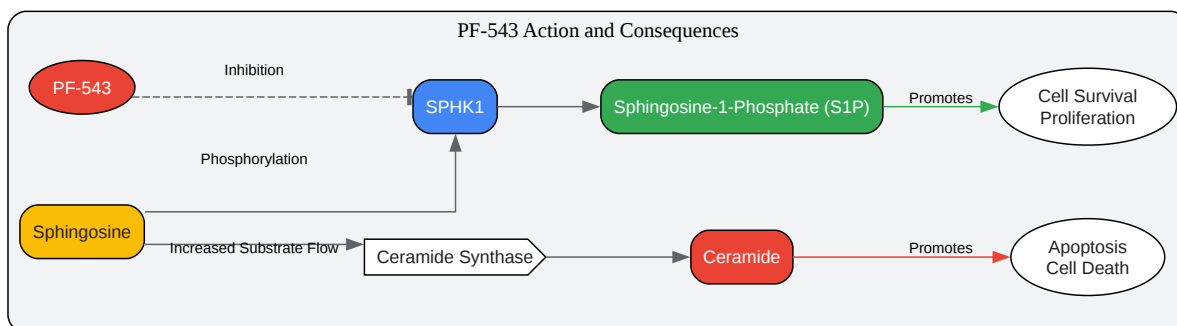 PF-543 Action and Consequences
Inhibition
PF-543
SPHK1
Sphingosine-1-Phosphate (S1P)
Promotes
Cell Survival
Proliferation
Phosphorylation
Sphingosine
Increased Substrate Flow
Ceramide Synthase
Ceramide
Promotes
Apoptosis
Cell Death